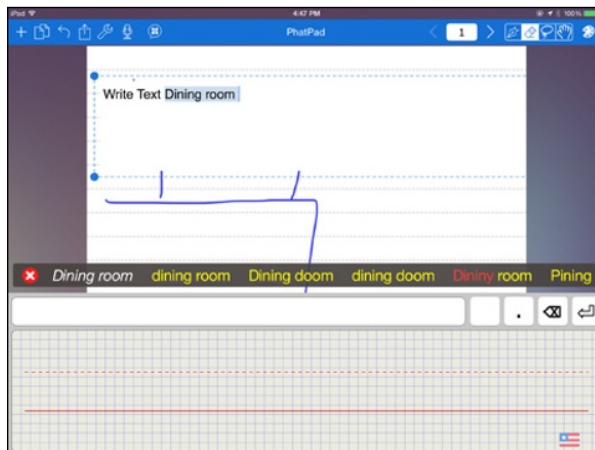 iPad 4:47 PM 100%
PhatPad 1
Write Text Dining room
Dining room dining room Dining doom dining doom Dininy room Pining
.